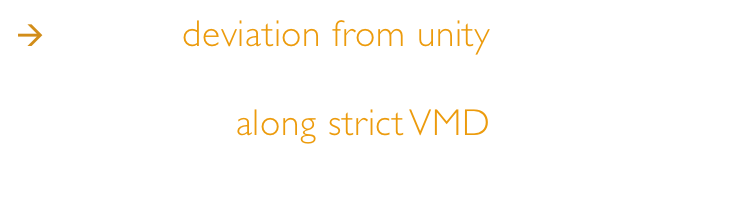 → deviation from unity
along strict VMD